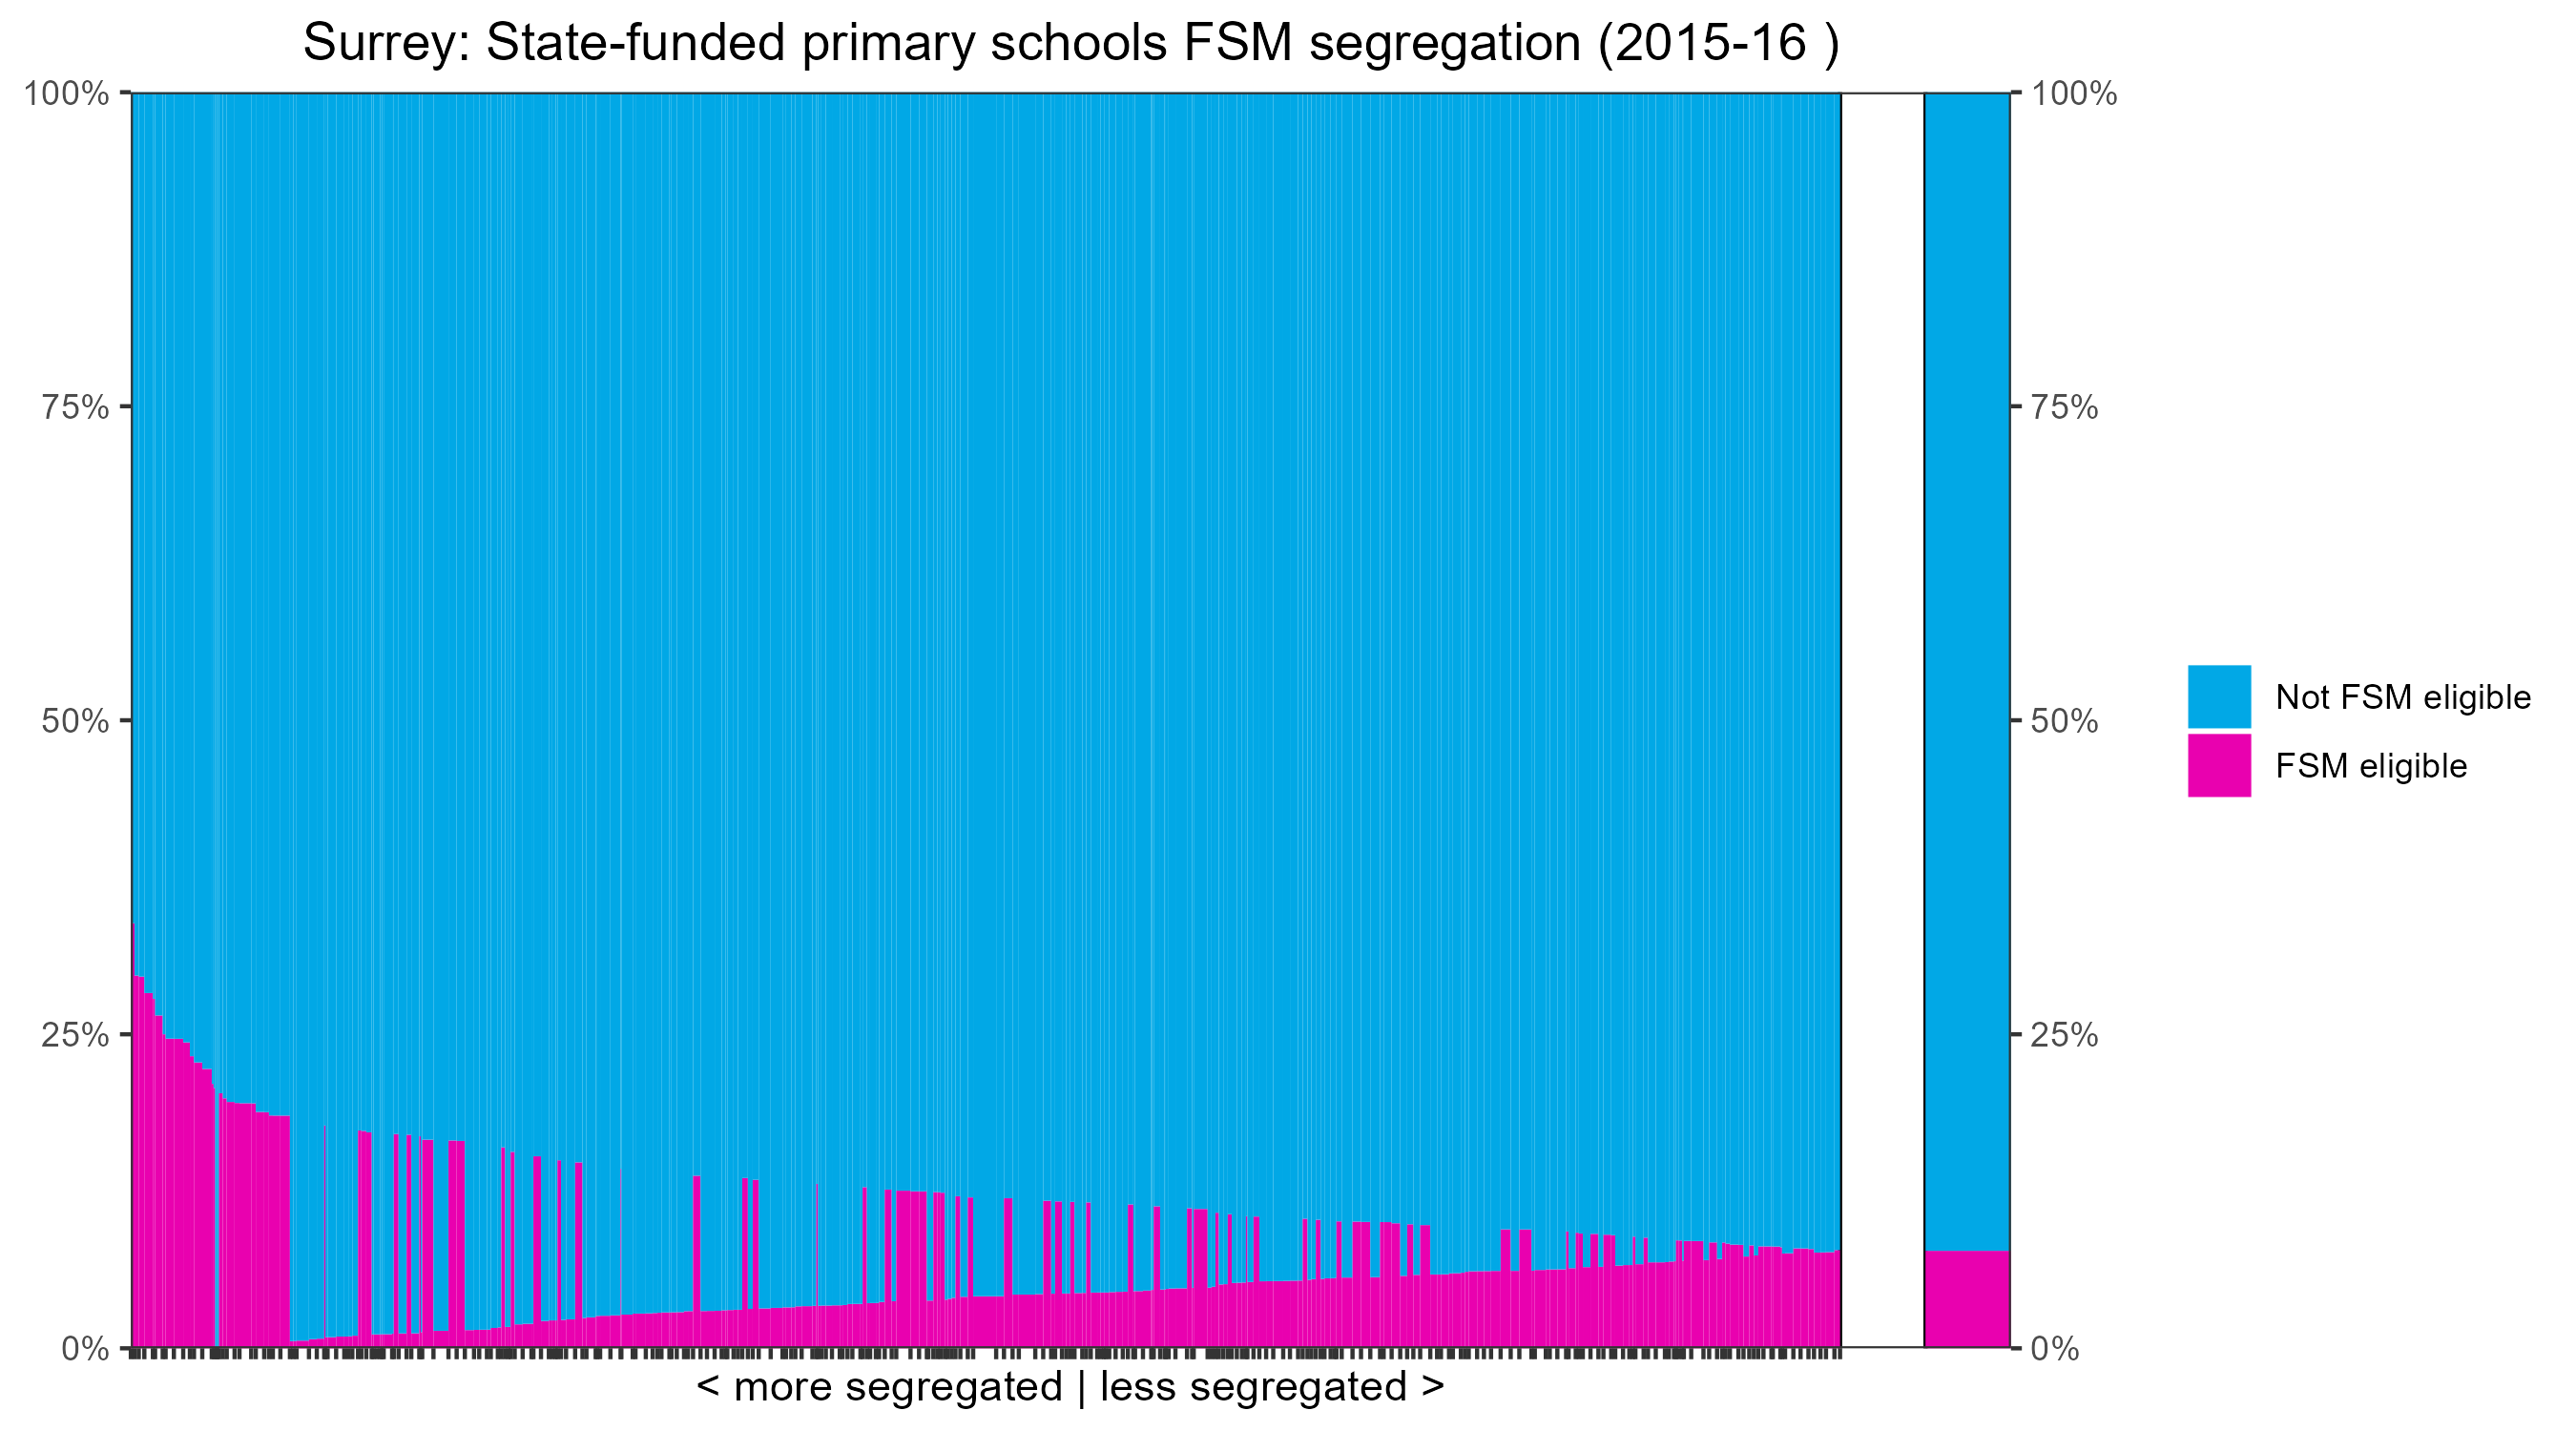 Surrey: State-funded primary schools FSM segregation (2015-16 )
100%
75%
50%
25%
0%
100%
75%
50%
25%
0%
< more segregated | less segregated >
Not FSM eligible
FSM eligible